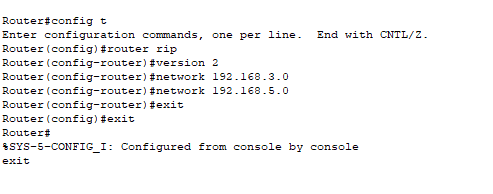 Router#config t
Enter configuration commands, one per line.  End with CNTL/Z.
Router(config)#router rip
Router(config-router)#version 2
Router(config-router)#network 192.168.3.0
Router(config-router)#network 192.168.5.0
Router(config-router)#exit
Router(config)#exit
Router#
%SYS-5-CONFIG_I: Configured from console by console
exit